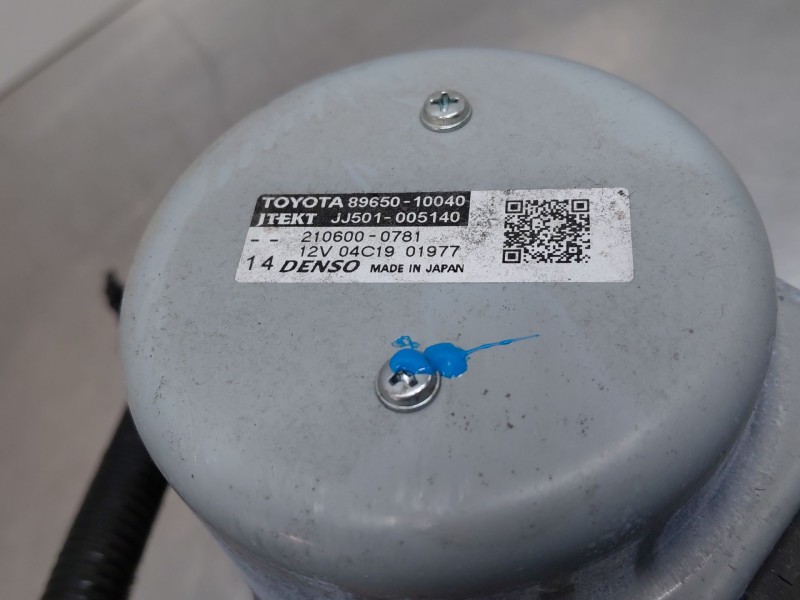 TOYOTA 89650-10040
JTEKT JJ501-005140
-- 210600-0781
12V 04C19 01977
14 DENSO MADE IN JAPAN